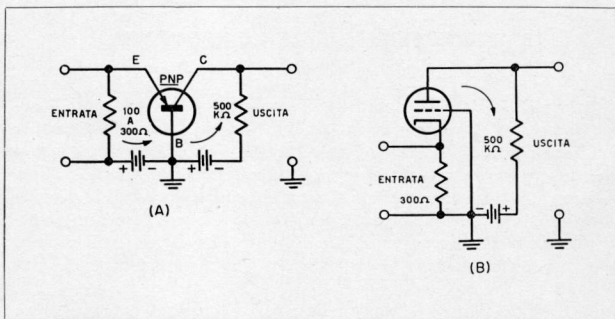 E
PNP
C
ENTRATA
100
A
300Ω
B
500
KΩ
USCITA
+ - + -
(A)
ENTRATA
300Ω
500
KΩ
USCITA
- +
(B)